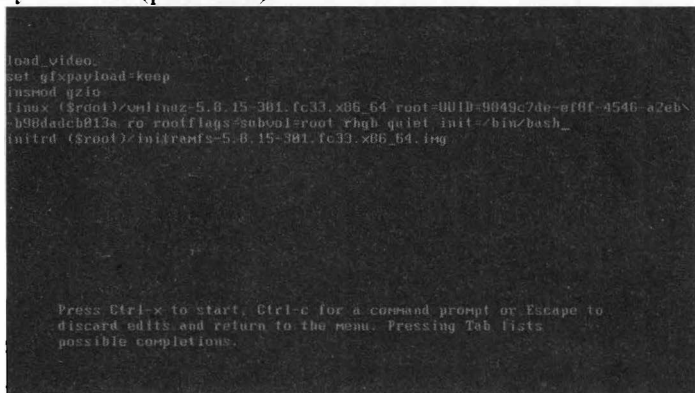 load_video
set gfxpayload=keep
insmod gzio
linux ($root)/vmlinuz-5.8.15-301.fc33.x86_64 root=UUID=9849c7de-ef8f-4546-a2eb\
-b98dadcb013a ro rootflags=subvol=root rhgb quiet init=/bin/bash_
initrd ($root)/initramfs-5.8.15-301.fc33.x86_64.img
Press Ctrl-x to start, Ctrl-c for a command prompt or Escape to
discard edits and return to the menu. Pressing Tab lists
possible completions.